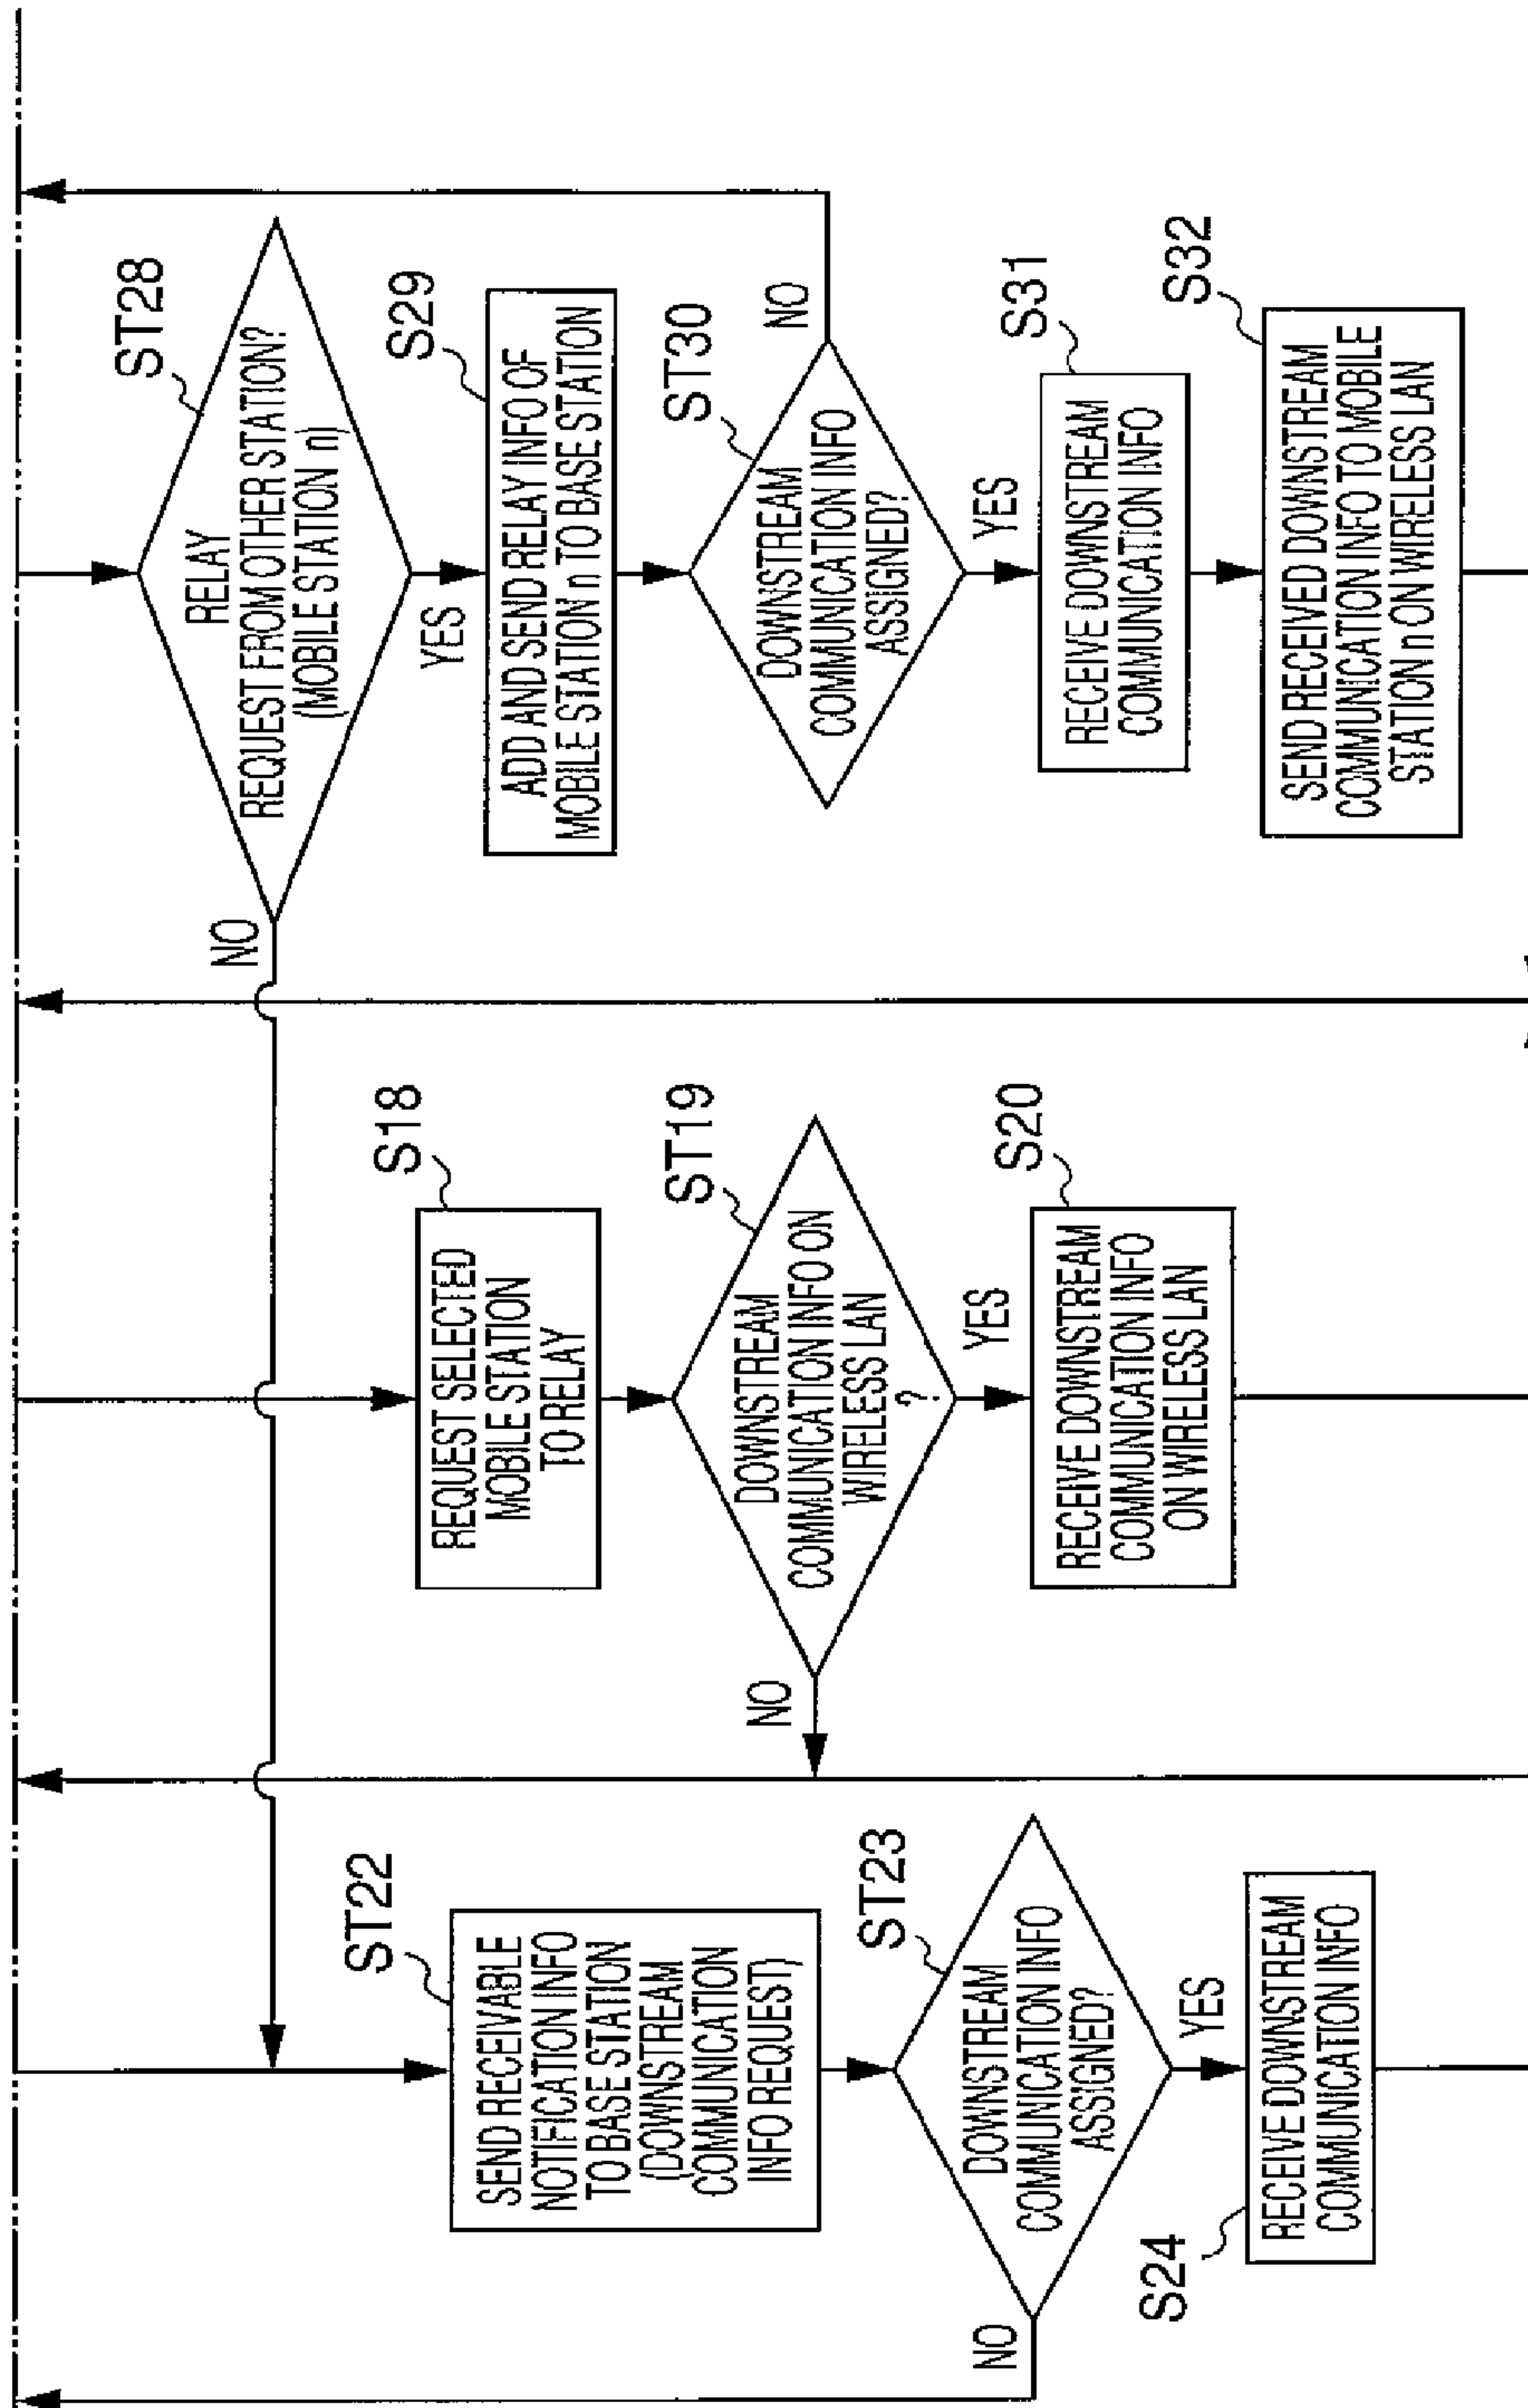 ST22
SEND RECEIVABLE
NOTIFICATION INFO
TO BASE STATION
(DOWNSTREAM
COMMUNICATION
INFO REQUEST)
ST23
DOWNSTREAM
COMMUNICATION INFO
ASSIGNED?
NO
YES
S24
RECEIVE DOWNSTREAM
COMMUNICATION INFO
S18
REQUEST SELECTED
MOBILE STATION
TO RELAY
ST19
DOWNSTREAM
COMMUNICATION INFO ON
WIRELESS LAN
?
NO
YES
S20
RECEIVE DOWNSTREAM
COMMUNICATION INFO
ON WIRELESS LAN
ST28
RELAY
REQUEST FROM OTHER STATION?
(MOBILE STATION n)
NO
YES
S29
ADD AND SEND RELAY INFO OF
MOBILE STATION n TO BASE STATION
ST30
DOWNSTREAM
COMMUNICATION INFO
ASSIGNED?
NO
YES
S31
RECEIVE DOWNSTREAM
COMMUNICATION INFO
S32
SEND RECEIVED DOWNSTREAM
COMMUNICATION INFO TO MOBILE
STATION n ON WIRELESS LAN